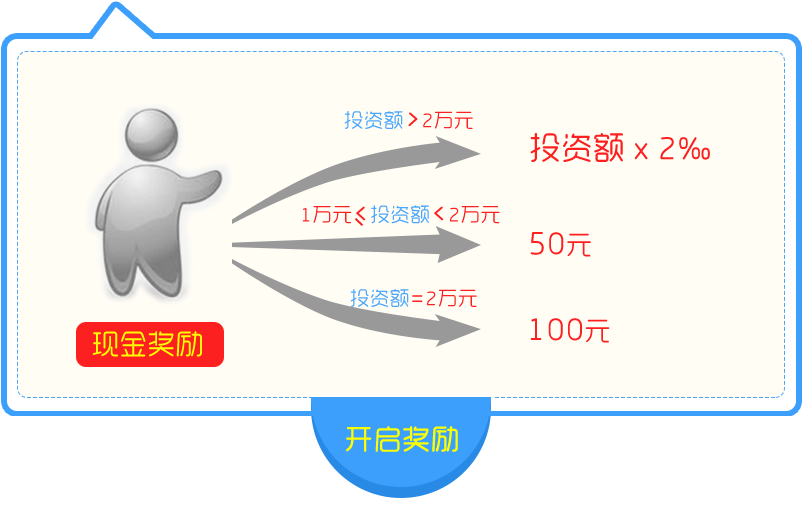 投资额>2万元
投资额 x 2‰
1万元≤投资额<2万元
50元
投资额=2万元
100元
现金奖励
开启奖励